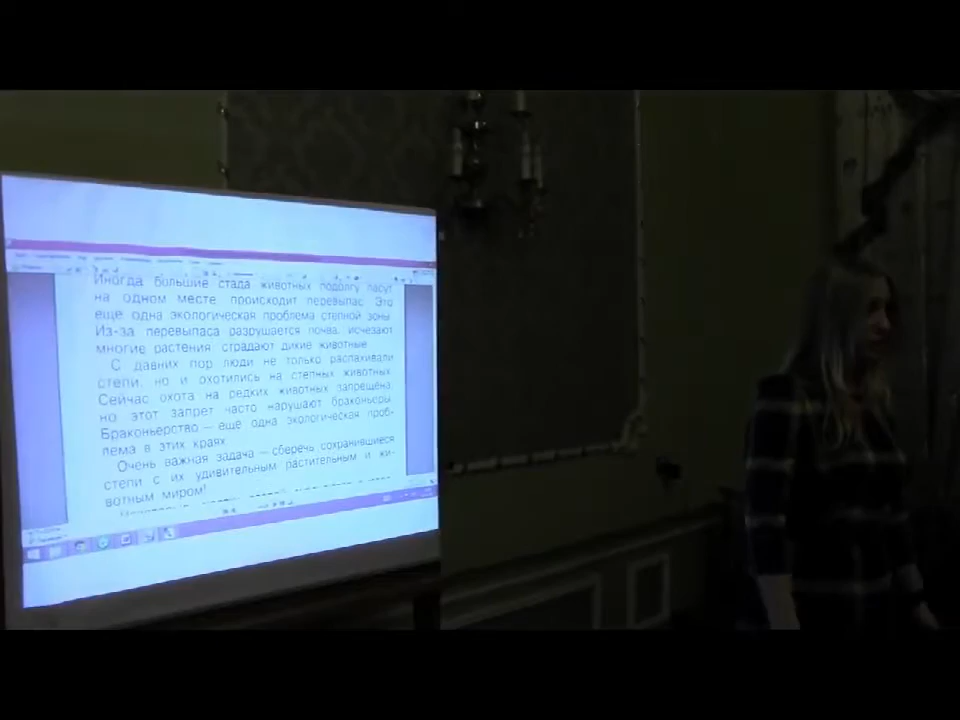 Иногда большие стада животных подолгу пасут
на одном месте происходит перевыпас. Это
ещё одна экологическая проблема степной зоны.
Из-за перевыпаса разрушается почва, исчезают
многие растения, страдают дикие животные.
С давних пор люди не только распахивали
степи, но и охотились на степных животных.
Сейчас охота на редких животных запрещена,
но этот запрет часто нарушают браконьеры.
Браконьерство — ещё одна экологическая проб-
лема в этих краях.
Очень важная задача — сберечь сохранившиеся
степи с их удивительным растительным и жи-
вотным миром!